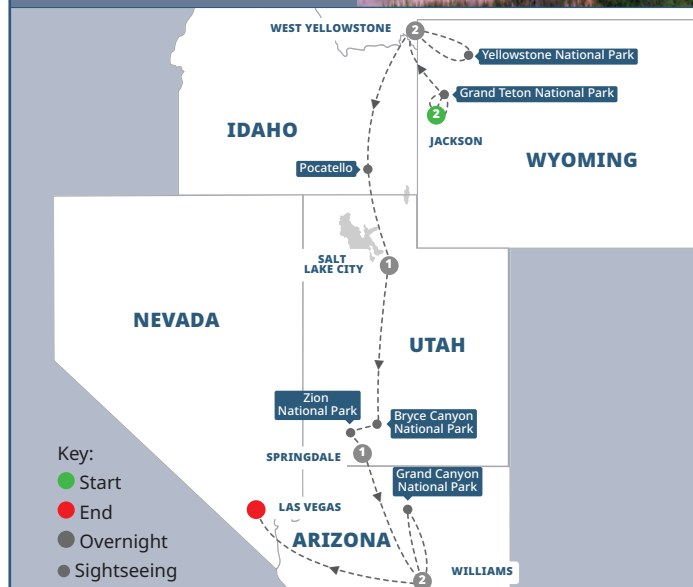 WEST YELLOWSTONE
2
Yellowstone National Park
Grand Teton National Park
2
JACKSON
IDAHO
WYOMING
Pocatello
SALT
LAKE CITY
1
NEVADA
UTAH
Zion
National Park
Bryce Canyon
National Park
SPRINGDALE
1
Grand Canyon
National Park
Key:
Start
End
Overnight
Sightseeing
LAS VEGAS
ARIZONA
WILLIAMS
2